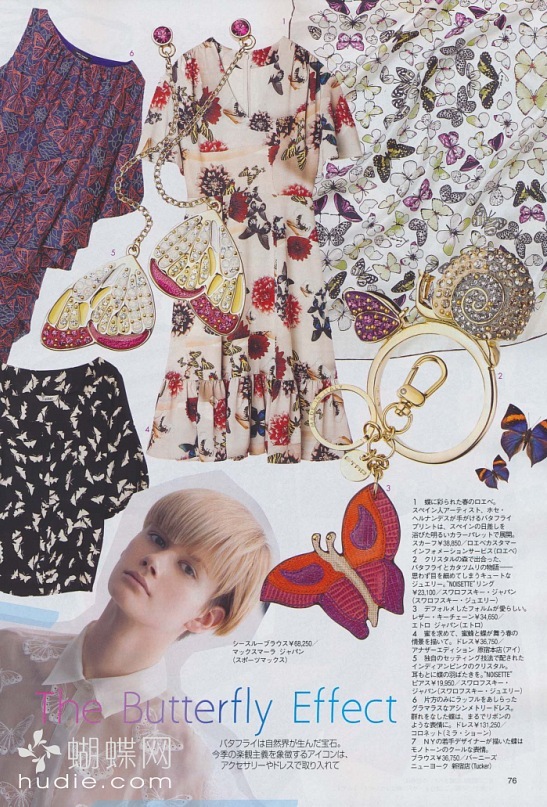 6
1
5
2
4
3
1 蝶に彩られた春のロエベ。
スペイン人アーティスト、ホセ・
ヘルナンデスが手がけるバタフライ
プリントは、スペインの日差しを
浴びた明るいカラーパレットで展開。
スカーフ¥38,850／ロエベカスタマー
インフォメーションサービス(ロエベ)
2 クリスタルの森で出会った、
バタフライとカタツムリの物語――
思わず目を細めてしまうキュートな
ジュエリー。"NOISETTE"リング
¥23,100／スワロフスキー・ジャパン
(スワロフスキー・ジュエリー)
3 デフォルメしたフォルムが愛らしい。
レザー・キーチェーン¥34,650／
エトロ ジャパン(エトロ)
4 蜜を求めて、蜜蜂と蝶が舞う春の
情景を描いて。ドレス¥36,750／
アナザーエディション 原宿本店(アイ)
5 独自のセッティング技法で配された
インディアンピンクのクリスタル。
耳もとに蝶の羽ばたきを。"NOISETTE"
ピアス¥19,950／スワロフスキー・
ジャパン(スワロフスキー・ジュエリー)
6 片方のみにラッフルをあしらった
グラマラスなアシンメトリードレス。
群れをなした蝶は、まるでリボンの
ような表情に。ドレス¥131,250／
コロネット(ミラ・ショーン)
7 NYの若手デザイナーが描いた蝶は
モノトーンのクールな表情。
ブラウス¥36,750／バーニーズ
ニューヨーク 新宿店(Tucker)
シースルーブラウス¥68,250／
マックスマーラ ジャパン
(スポーツマックス)
The Butterfly Effect
バタフライは自然界が生んだ宝石。
今季の楽観主義を象徴するアイコンは、
アクセサリーやドレスで取り入れて
蝴蝶网
hudie.com
76